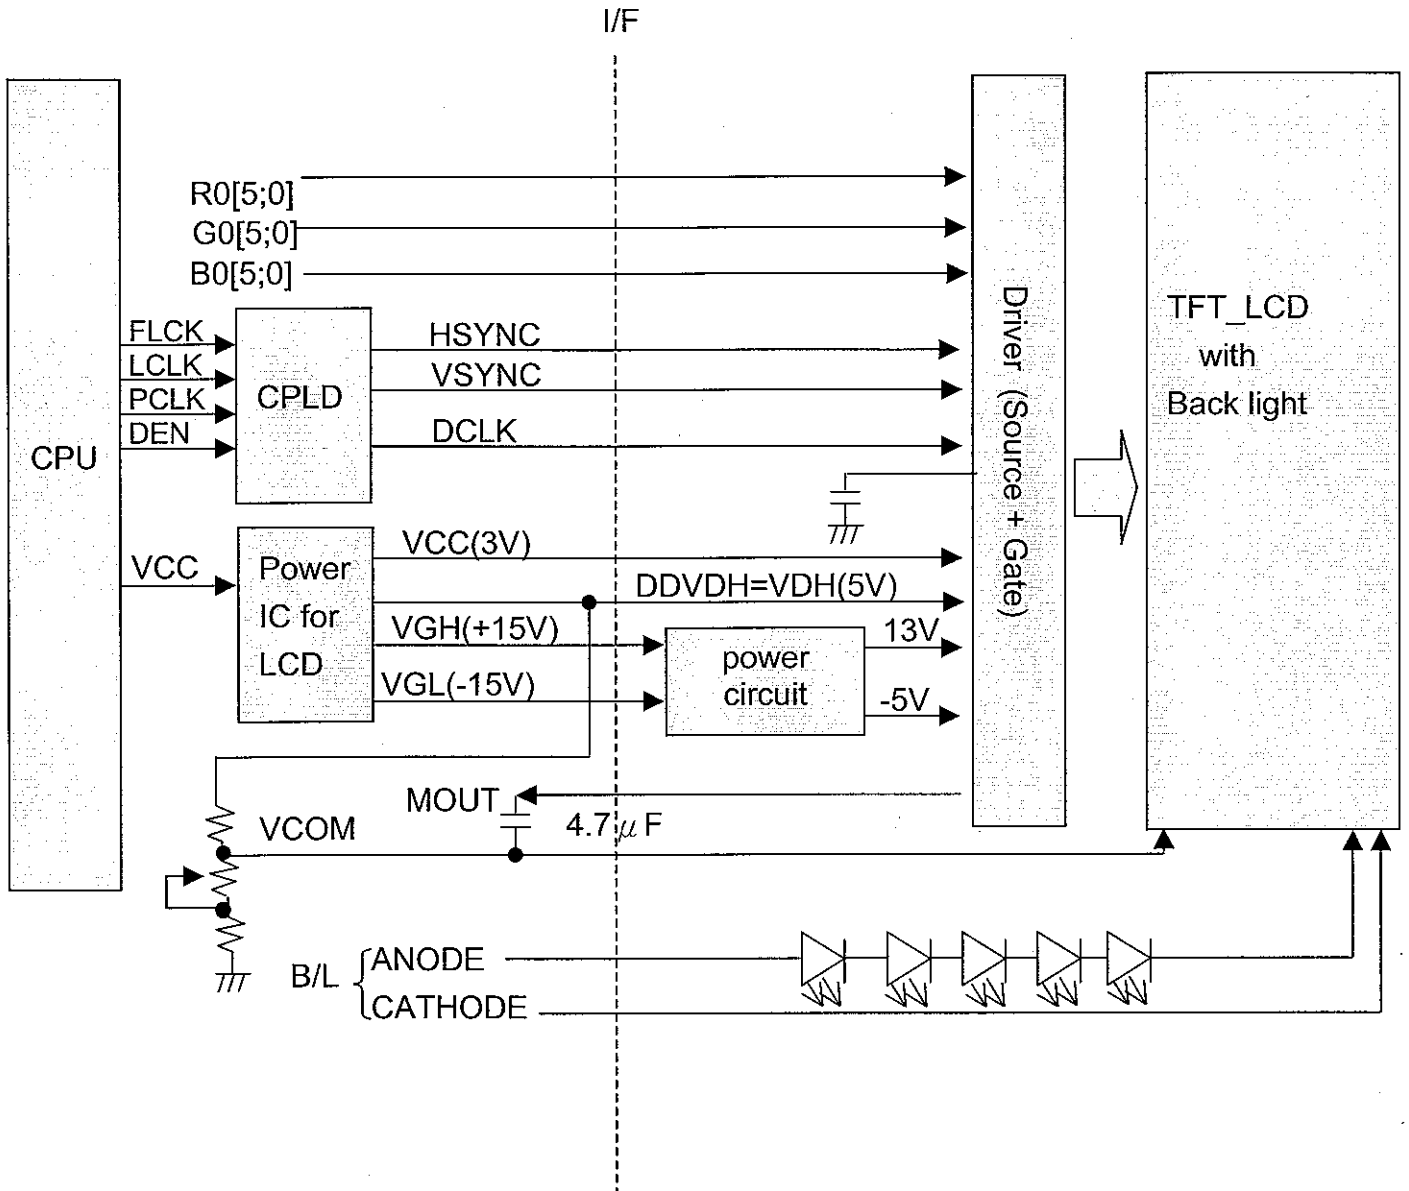 I/F
R0[5;0]
G0[5;0]
B0[5;0]
FLCK
LCLK
PCLK
DEN
CPU
CPLD
HSYNC
VSYNC
DCLK
Driver (Source + Gate)
TFT_LCD
with
Back light
VCC
Power
IC for
LCD
VCC(3V)
DDVDH=VDH(5V)
VGH(+15V)
VGL(-15V)
power
circuit
13V
-5V
MOUT
4.7μF
VCOM
B/L
ANODE
CATHODE